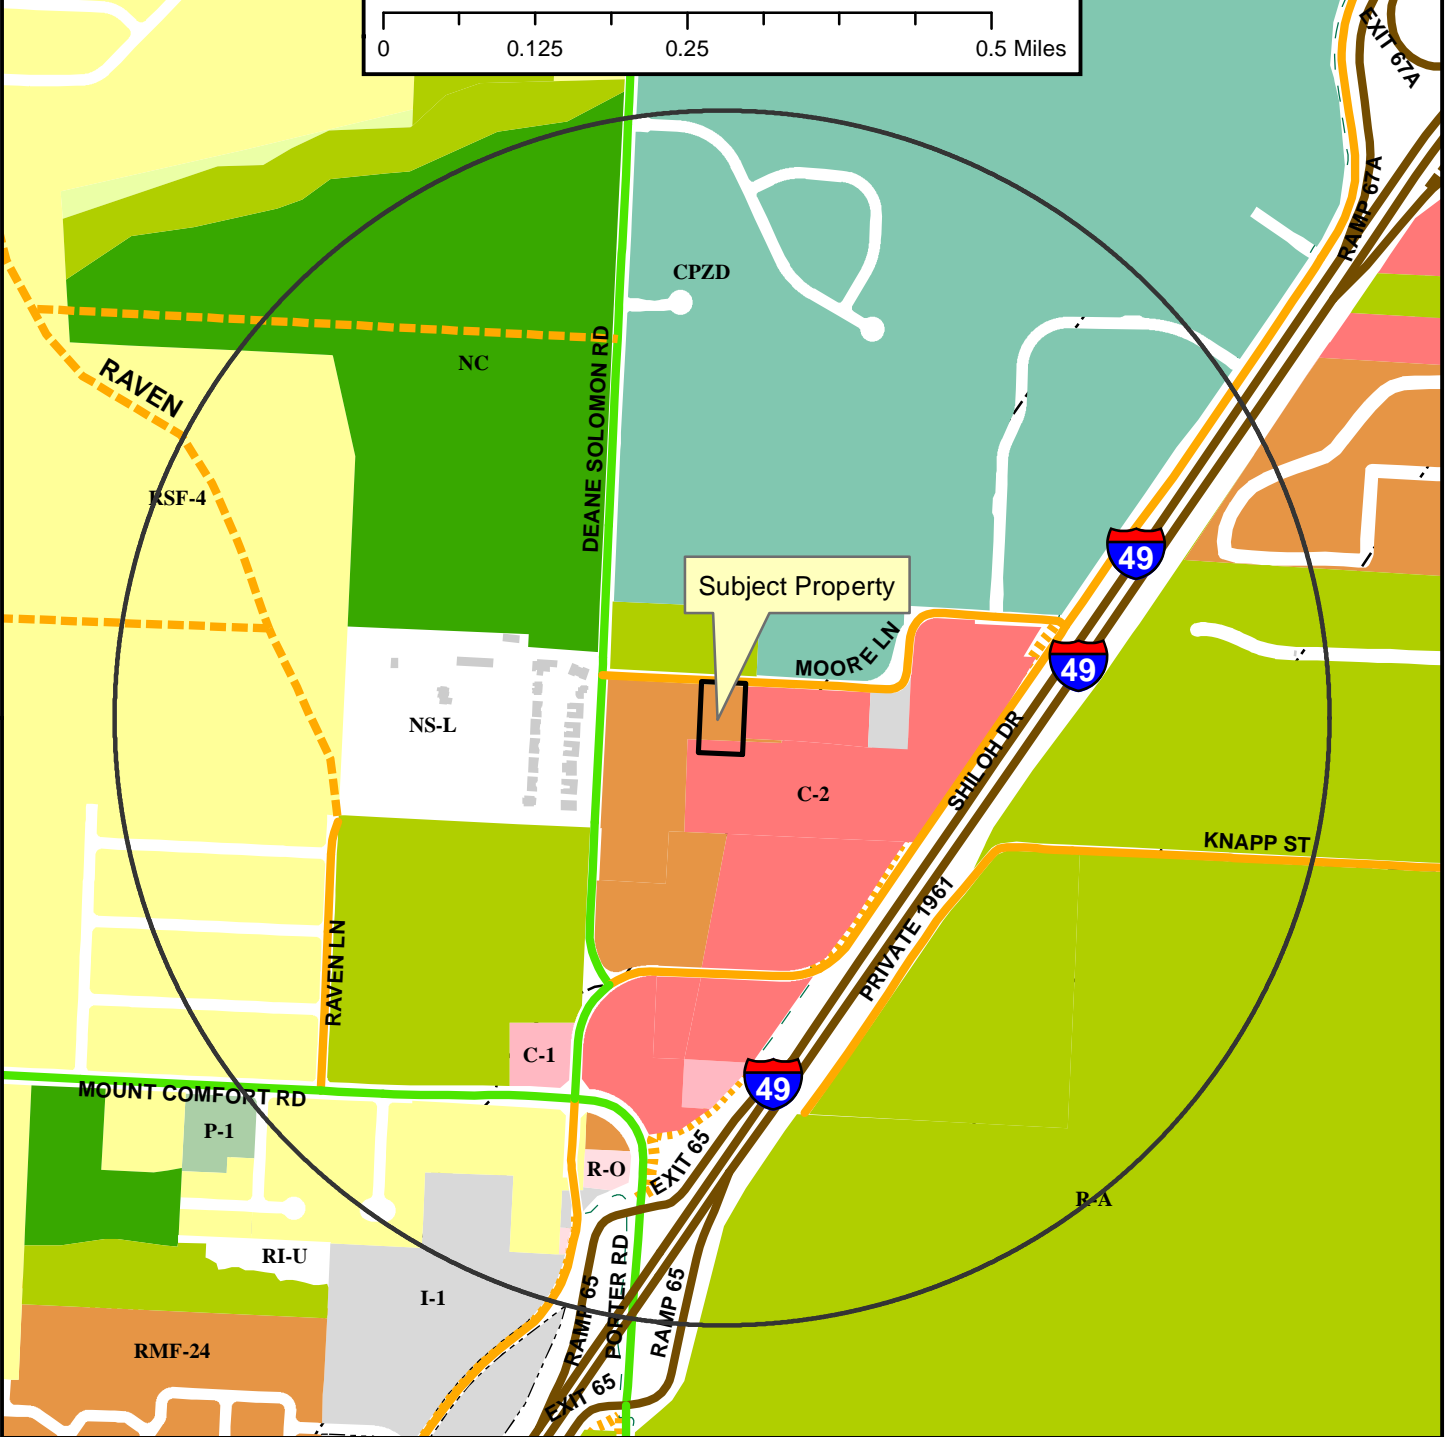 0 0.125 0.25 0.5 Miles
EXIT 67A
RAMP 67A
CPZD
DEANE SOLOMON RD
NC
RAVEN
RSF-4
49
Subject Property
MOORE LN
49
NS-L
SHILOH DR
C-2
KNAPP ST
PRIVATE 1961
RAVEN LN
C-1
49
MOUNT COMFORT RD
P-1
EXIT 65
R-O
R-A
RI-U
I-1
RAMP 65
PORTER RD
RAMP 65
RMF-24
EXIT 65